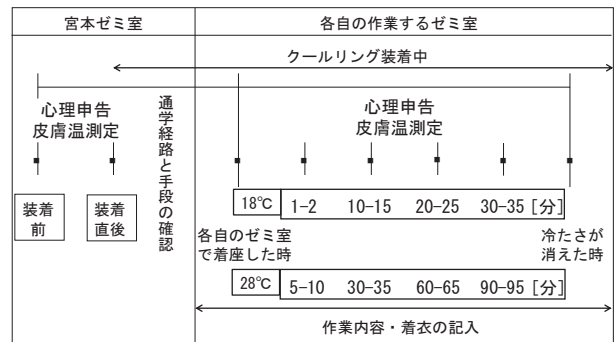 宮本ゼミ室
各自の作業するゼミ室
クールリング装着中
心理申告
皮膚温測定
通学経路と手段の確認
心理申告
皮膚温測定
装着
前
装着
直後
18℃ 1-2 10-15 20-25 30-35 [分]
各自のゼミ室
で着座した時
冷たさが
消えた時
28℃ 5-10 30-35 60-65 90-95 [分]
作業内容・着衣の記入